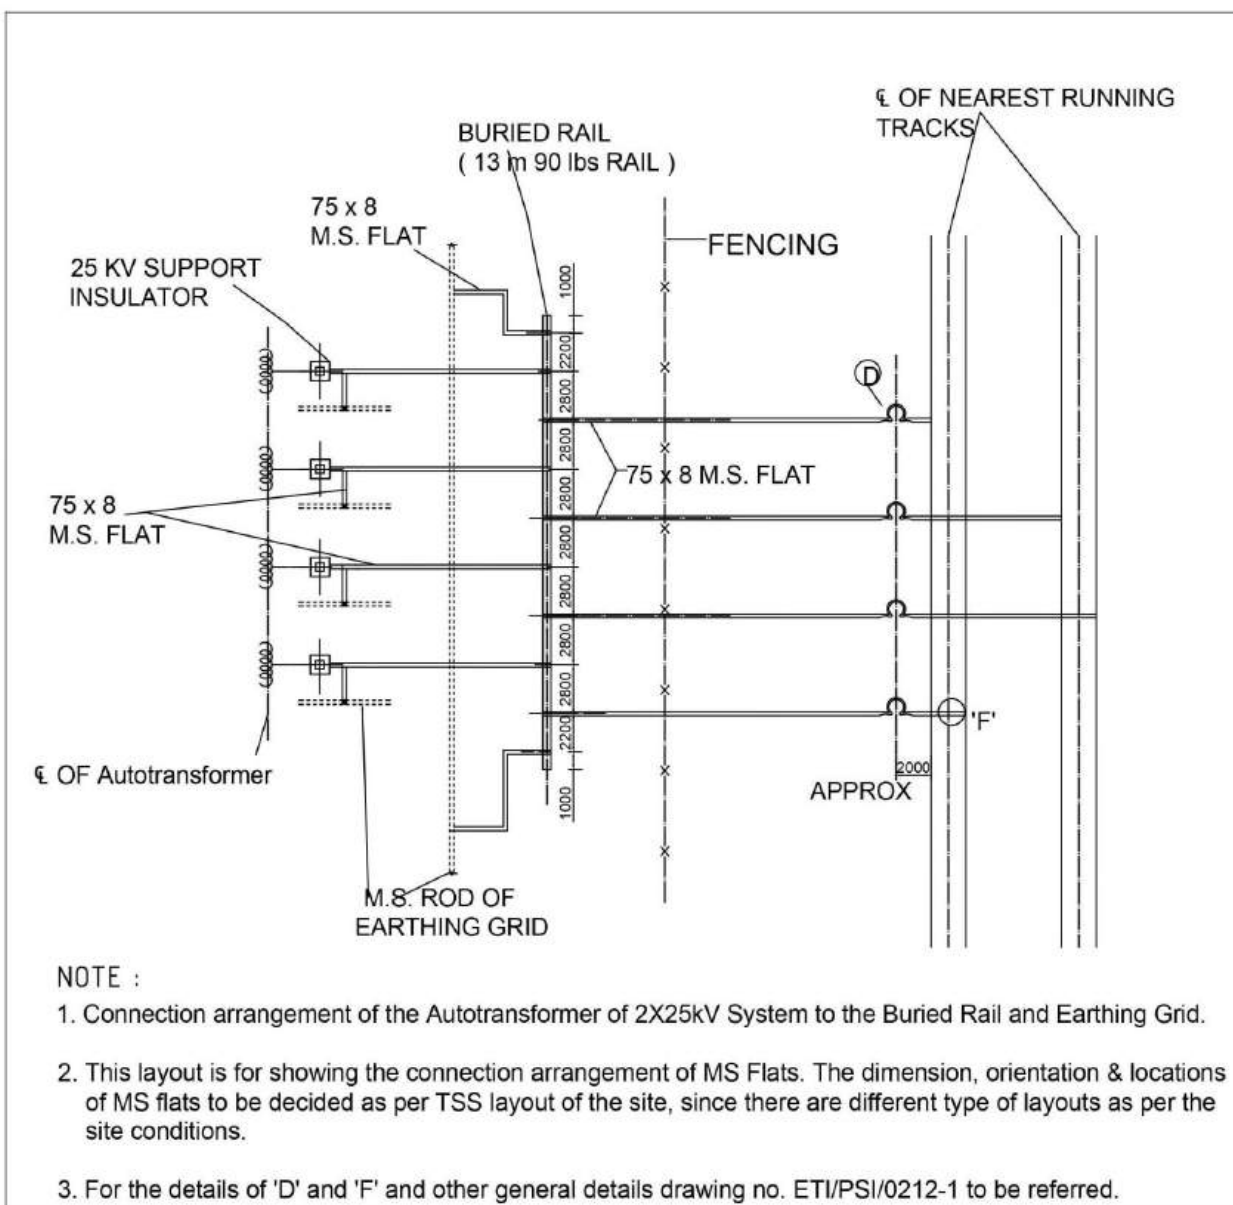 ℄ OF NEAREST RUNNING
TRACKS
BURIED RAIL
( 13 m 90 lbs RAIL )
75 x 8
M.S. FLAT
FENCING
25 KV SUPPORT
INSULATOR
1000
2200
2800
2800
2800
2800
2800
2800
2800
2200
1000
D
75 x 8 M.S. FLAT
75 x 8
M.S. FLAT
'F'
℄ OF Autotransformer
2000
APPROX
M.S. ROD OF
EARTHING GRID
NOTE :
1. Connection arrangement of the Autotransformer of 2X25kV System to the Buried Rail and Earthing Grid.
2. This layout is for showing the connection arrangement of MS Flats. The dimension, orientation & locations
of MS flats to be decided as per TSS layout of the site, since there are different type of layouts as per the
site conditions.
3. For the details of 'D' and 'F' and other general details drawing no. ETI/PSI/0212-1 to be referred.